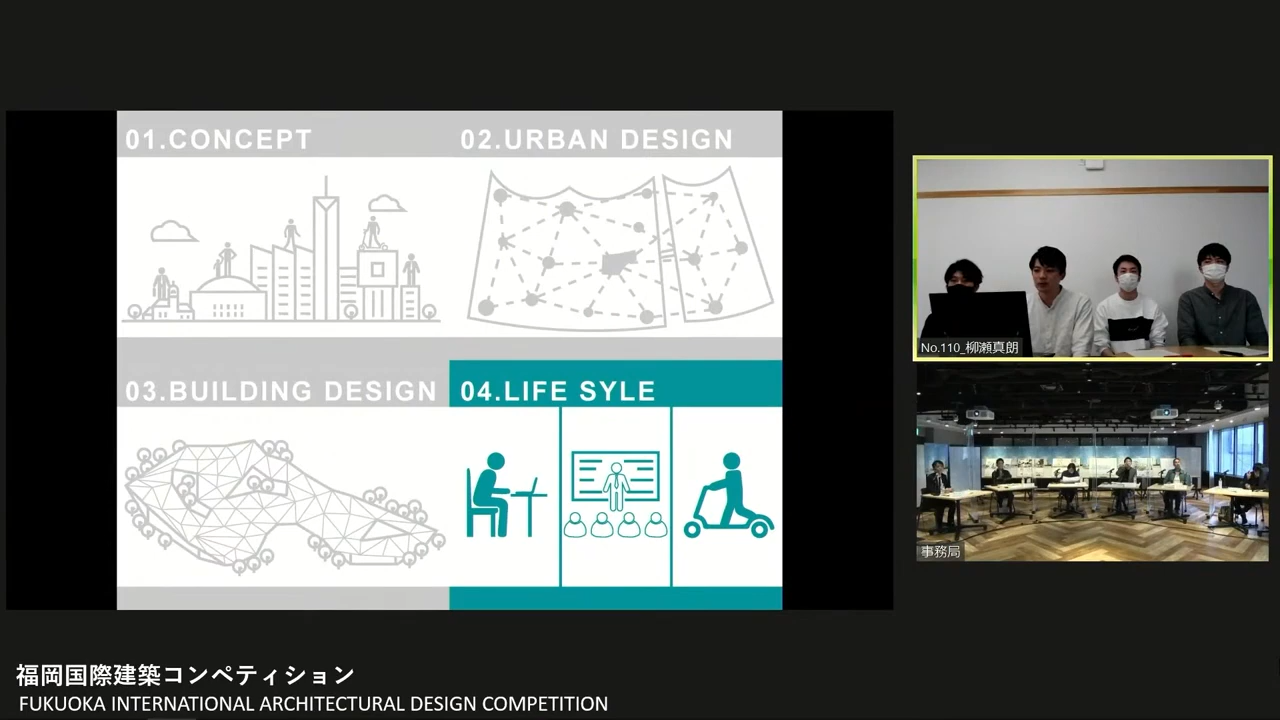 01.CONCEPT
02.URBAN DESIGN
03.BUILDING DESIGN
04.LIFE SYLE
No.110_柳瀬真朗
事務局
福岡国際建築コンペティション
FUKUOKA INTERNATIONAL ARCHITECTURAL DESIGN COMPETITION